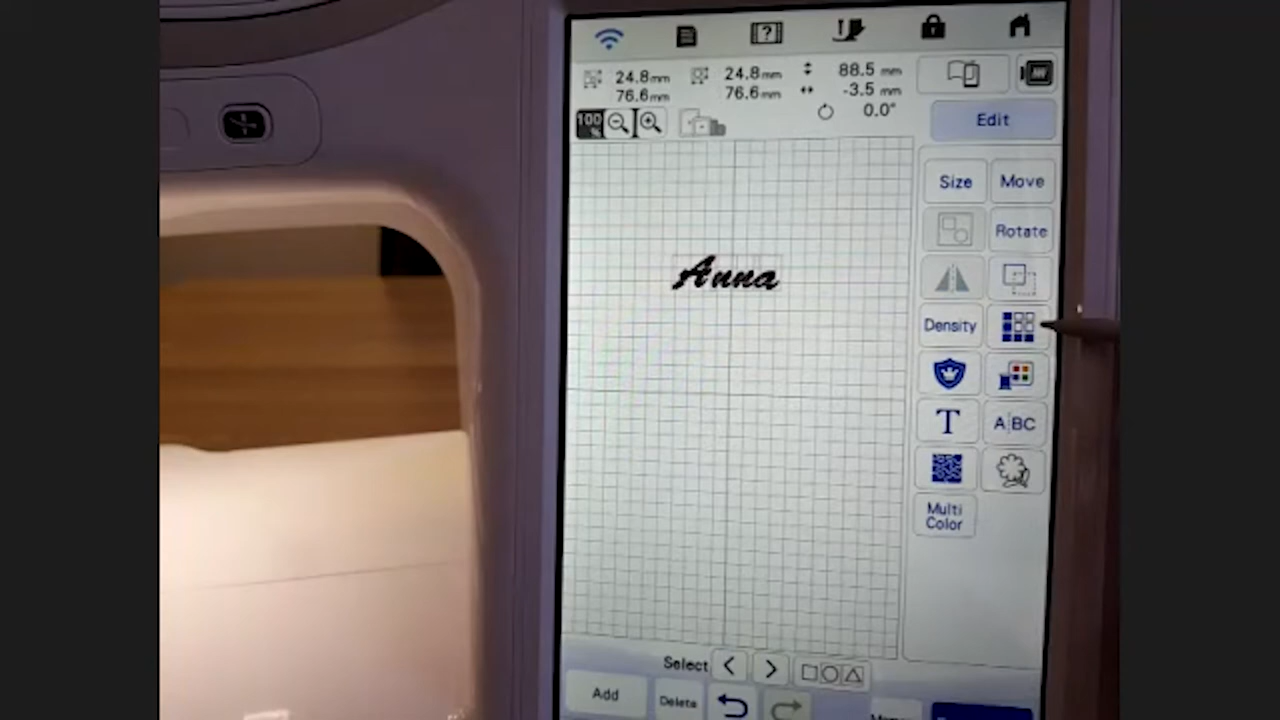 ?
24.8mm 24.8mm 88.5 mm
76.6mm 76.6mm -3.5 mm
0.0°
100 %
Edit
Size Move
Anna
Rotate
Density
T A BC
Multi
Color
Select < >
Add Delete